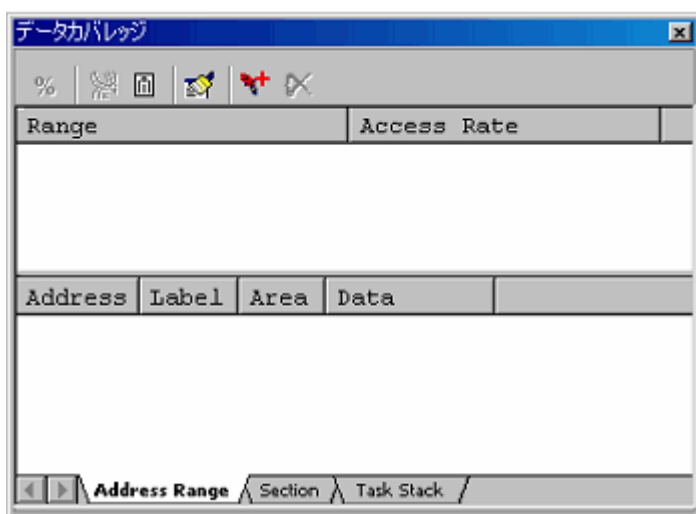 データカバレッジ
%
Range Access Rate
Address Label Area Data
Address Range Section Task Stack